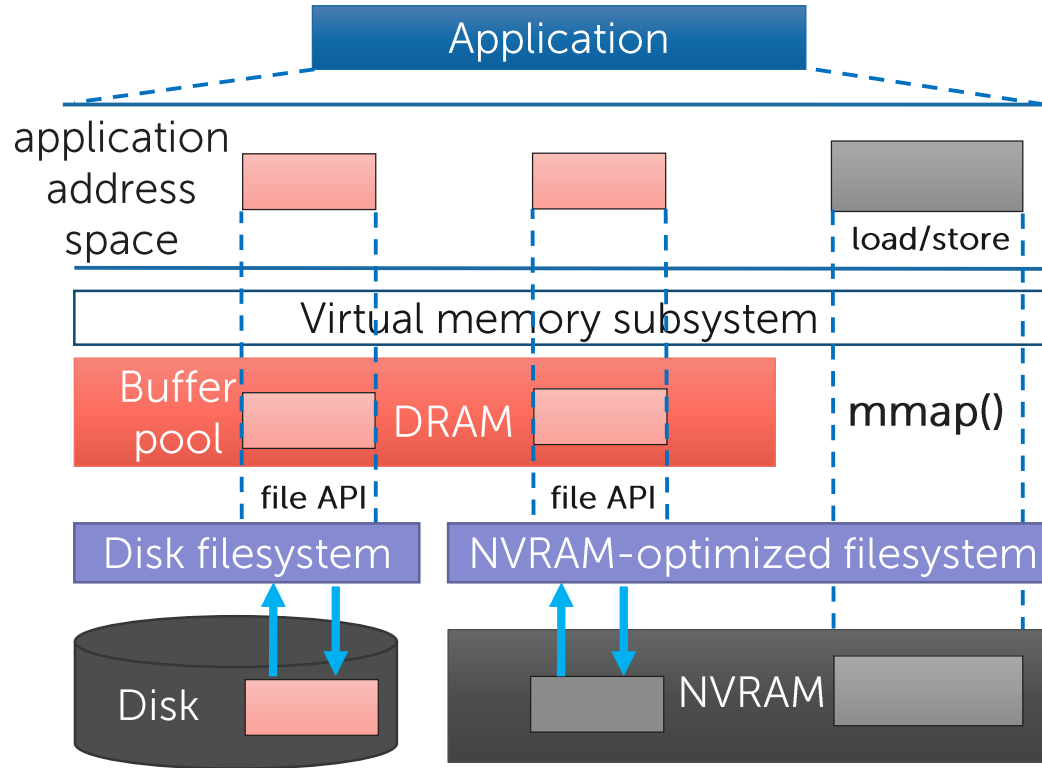 Application
application
address
space
load/store
Virtual memory subsystem
Buffer
pool
DRAM
mmap()
file API
file API
Disk filesystem
NVRAM-optimized filesystem
Disk
NVRAM